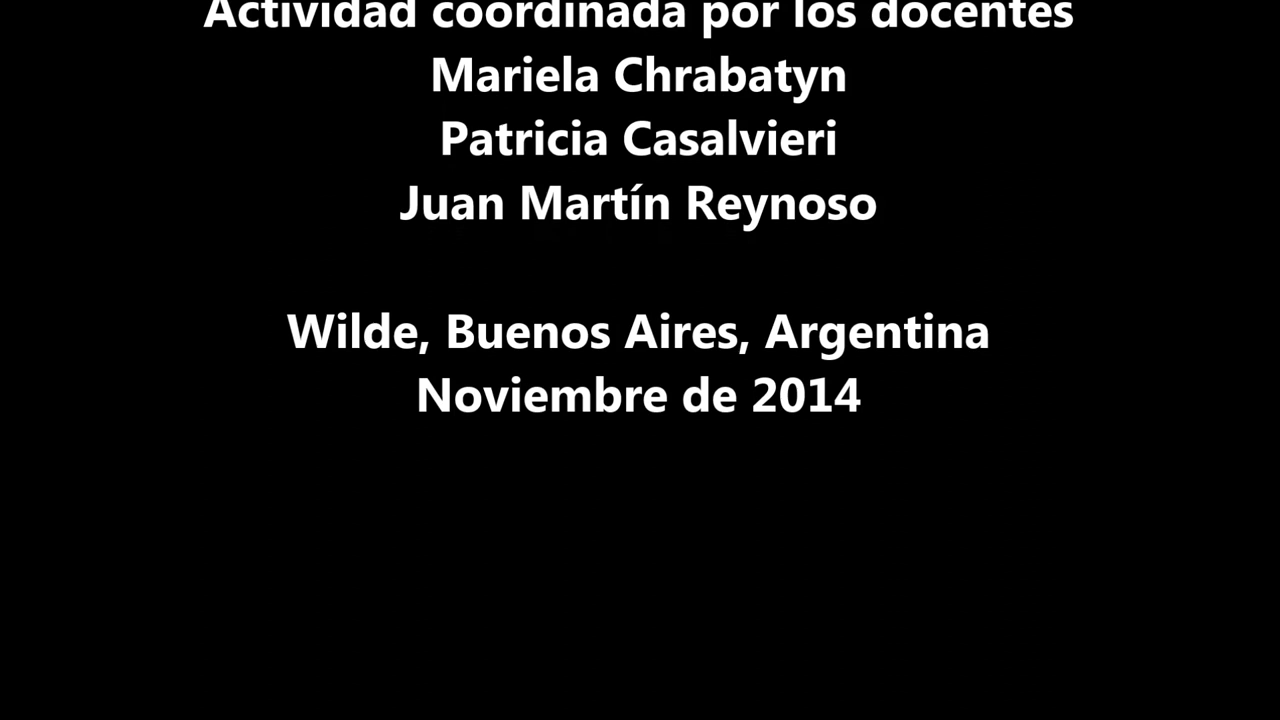 Actividad coordinada por los docentes
Mariela Chrabatyn
Patricia Casalvieri
Juan Martín Reynoso
Wilde, Buenos Aires, Argentina
Noviembre de 2014